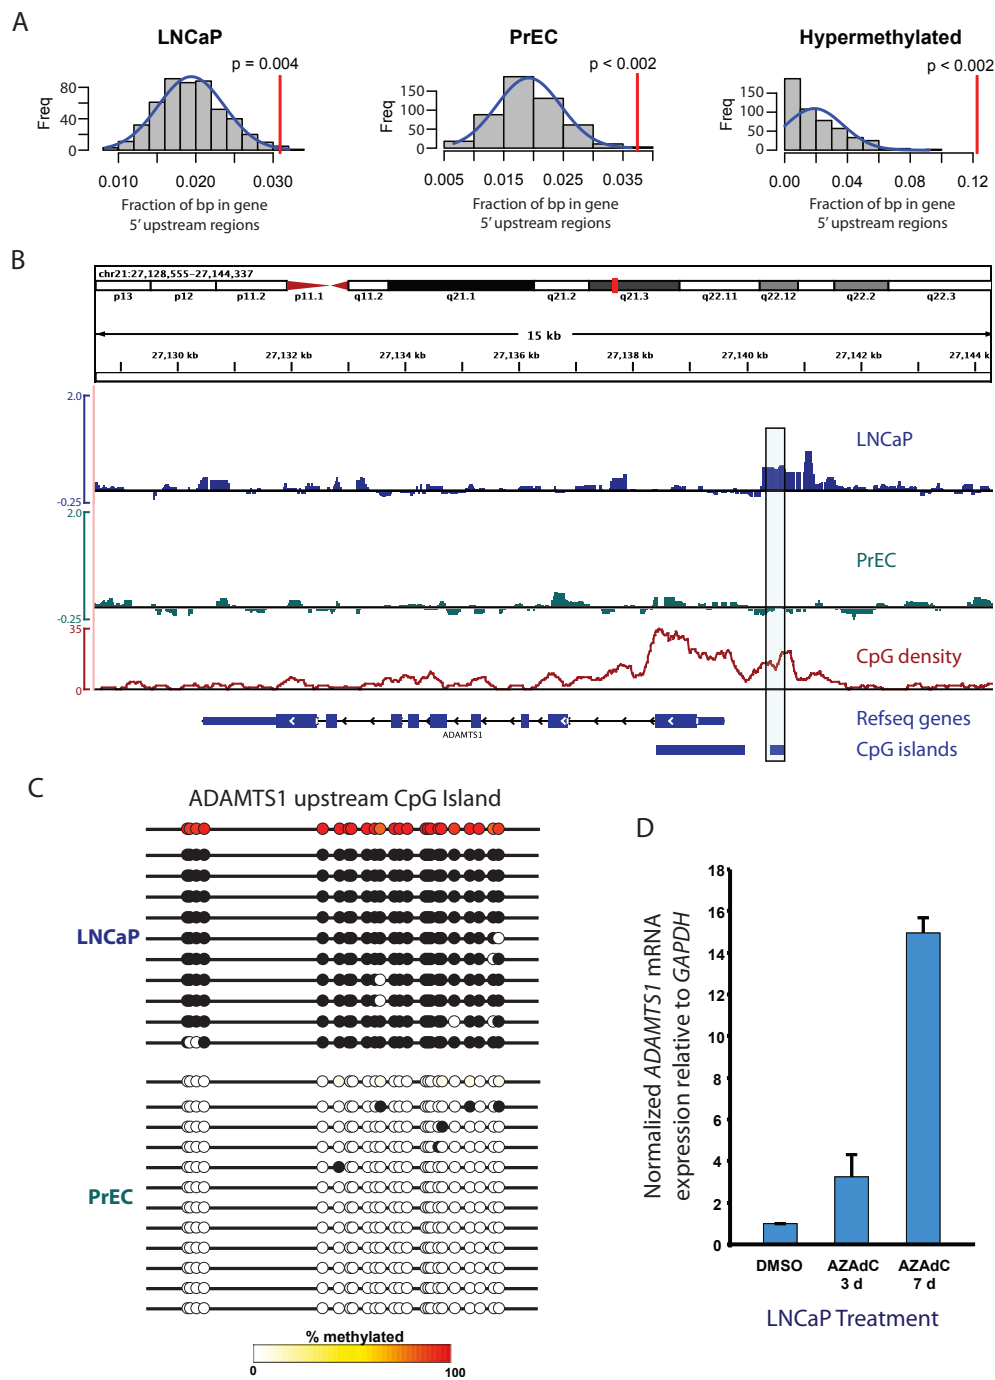 A
LNCaP
PrEC
Hypermethylated
p = 0.004
p < 0.002
p < 0.002
Freq
80
40
0
0.010 0.020 0.030
Fraction of bp in gene
5' upstream regions
Freq
150
100
50
0
0.005 0.015 0.025 0.035
Fraction of bp in gene
5' upstream regions
Freq
150
100
50
0
0.00 0.04 0.08 0.12
Fraction of bp in gene
5' upstream regions
B
chr21:27,128,555–27,144,337
p13 p12 p11.2 p11.1 q11.2 q21.1 q21.2 q21.3 q22.11 q22.12 q22.2 q22.3
15 kb
27,130 kb 27,132 kb 27,134 kb 27,136 kb 27,138 kb 27,140 kb 27,142 kb 27,144 k
2.0
LNCaP
-0.25
2.0
PrEC
-0.25
35
CpG density
0
Refseq genes
ADAMTS1
CpG islands
C
ADAMTS1 upstream CpG Island
LNCaP
PrEC
% methylated
0 100
D
Normalized ADAMTS1 mRNA
expression relative to GAPDH
18
16
14
12
10
8
6
4
2
0
DMSO AZAdC AZAdC
3 d 7 d
LNCaP Treatment